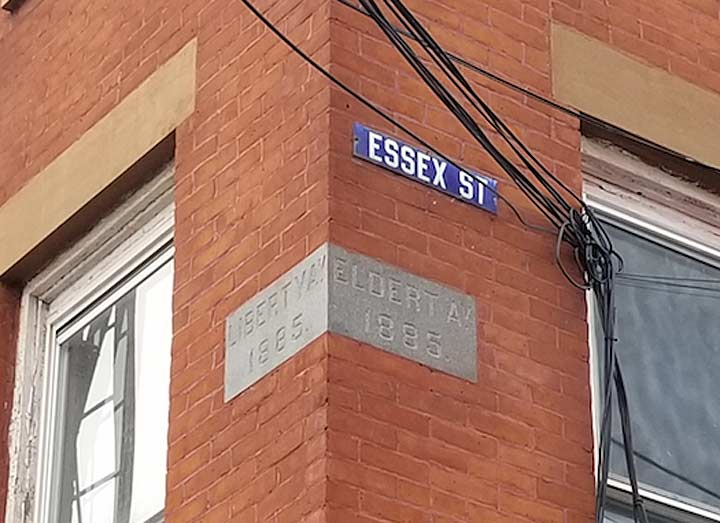 ESSEX ST
LIBERTY AV
1885.
ELDERT AV
1885.